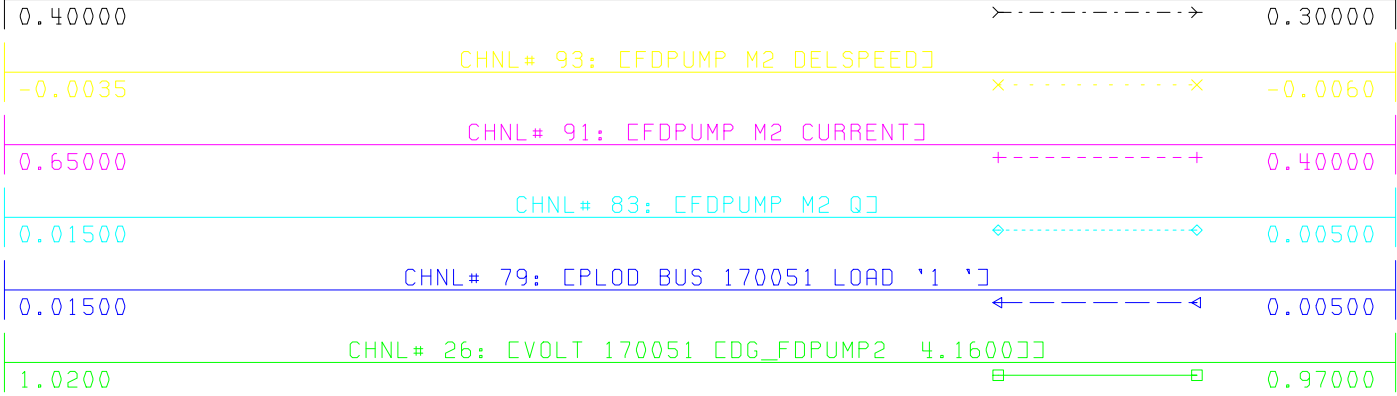 0.40000 0.30000
CHNL# 93: [FDPUMP M2 DELSPEED]
-0.0035 -0.0060
CHNL# 91: [FDPUMP M2 CURRENT]
0.65000 0.40000
CHNL# 83: [FDPUMP M2 Q]
0.01500 0.00500
CHNL# 79: [PLOD BUS 170051 LOAD '1 ']
0.01500 0.00500
CHNL# 26: [VOLT 170051 [DG_FDPUMP2 4.1600]]
1.0200 0.97000